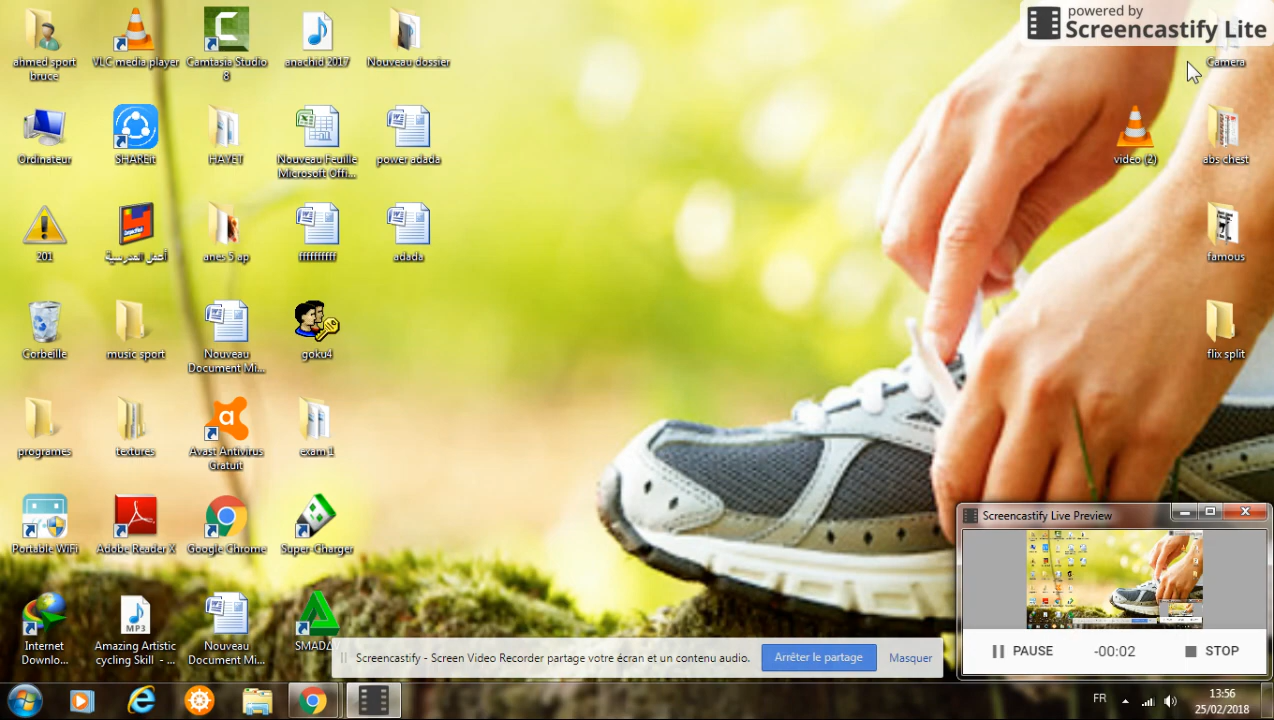 powered by
Screencastify Lite
ahmed sport
bruce
VLC media player
Camtasia Studio
8
anachid 2017
Nouveau dossier
Camera
Ordinateur
SHAREit
HAYET
Nouveau Feuille
Microsoft Offi...
power adada
video (2)
abs chest
201
anes 5 ap
fffffffffff
adada
famous
Corbeille
music sport
Nouveau
Document Mi...
goku4
flix split
programes
textures
Avast Antivirus
Gratuit
exam 1
Portable WiFi
Adobe Reader X
Google Chrome
Super-Charger
Screencastify Live Preview
PAUSE
-00:02
STOP
Internet
Downlo...
MP3
Amazing Artistic
cycling Skill - ...
Nouveau
Document Mi...
Screencastify - Screen Video Recorder partage votre écran et un contenu audio.
Arrêter le partage
Masquer
FR
13:56
25/02/2018